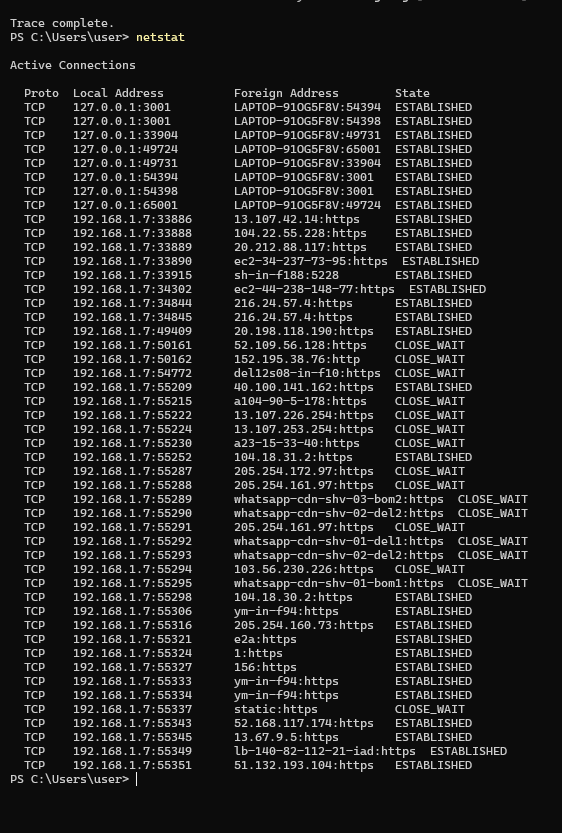 Trace complete.
PS C:\Users\user> netstat
Active Connections
Proto Local Address Foreign Address State
TCP 127.0.0.1:3001 LAPTOP-91OG5F8V:54394 ESTABLISHED
TCP 127.0.0.1:3001 LAPTOP-91OG5F8V:54398 ESTABLISHED
TCP 127.0.0.1:33904 LAPTOP-91OG5F8V:49731 ESTABLISHED
TCP 127.0.0.1:49724 LAPTOP-91OG5F8V:65001 ESTABLISHED
TCP 127.0.0.1:49731 LAPTOP-91OG5F8V:33904 ESTABLISHED
TCP 127.0.0.1:54394 LAPTOP-91OG5F8V:3001 ESTABLISHED
TCP 127.0.0.1:54398 LAPTOP-91OG5F8V:3001 ESTABLISHED
TCP 127.0.0.1:65001 LAPTOP-91OG5F8V:49724 ESTABLISHED
TCP 192.168.1.7:33886 13.107.42.14:https ESTABLISHED
TCP 192.168.1.7:33888 104.22.55.228:https ESTABLISHED
TCP 192.168.1.7:33889 20.212.88.117:https ESTABLISHED
TCP 192.168.1.7:33890 ec2-34-237-73-95:https ESTABLISHED
TCP 192.168.1.7:33915 sh-in-f188:5228 ESTABLISHED
TCP 192.168.1.7:34302 ec2-44-238-148-77:https ESTABLISHED
TCP 192.168.1.7:34844 216.24.57.4:https ESTABLISHED
TCP 192.168.1.7:34845 216.24.57.4:https ESTABLISHED
TCP 192.168.1.7:49409 20.198.118.190:https ESTABLISHED
TCP 192.168.1.7:50161 52.109.56.128:https CLOSE_WAIT
TCP 192.168.1.7:50162 152.195.38.76:http CLOSE_WAIT
TCP 192.168.1.7:54772 del12s08-in-f10:https CLOSE_WAIT
TCP 192.168.1.7:55209 40.100.141.162:https ESTABLISHED
TCP 192.168.1.7:55215 a104-90-5-178:https CLOSE_WAIT
TCP 192.168.1.7:55222 13.107.226.254:https CLOSE_WAIT
TCP 192.168.1.7:55224 13.107.253.254:https CLOSE_WAIT
TCP 192.168.1.7:55230 a23-15-33-40:https CLOSE_WAIT
TCP 192.168.1.7:55252 104.18.31.2:https ESTABLISHED
TCP 192.168.1.7:55287 205.254.172.97:https CLOSE_WAIT
TCP 192.168.1.7:55288 205.254.161.97:https CLOSE_WAIT
TCP 192.168.1.7:55289 whatsapp-cdn-shv-03-bom2:https CLOSE_WAIT
TCP 192.168.1.7:55290 whatsapp-cdn-shv-02-del2:https CLOSE_WAIT
TCP 192.168.1.7:55291 205.254.161.97:https CLOSE_WAIT
TCP 192.168.1.7:55292 whatsapp-cdn-shv-01-del1:https CLOSE_WAIT
TCP 192.168.1.7:55293 whatsapp-cdn-shv-02-del2:https CLOSE_WAIT
TCP 192.168.1.7:55294 103.56.230.226:https CLOSE_WAIT
TCP 192.168.1.7:55295 whatsapp-cdn-shv-01-bom1:https CLOSE_WAIT
TCP 192.168.1.7:55298 104.18.30.2:https ESTABLISHED
TCP 192.168.1.7:55306 ym-in-f94:https ESTABLISHED
TCP 192.168.1.7:55316 205.254.160.73:https ESTABLISHED
TCP 192.168.1.7:55321 e2a:https ESTABLISHED
TCP 192.168.1.7:55324 1:https ESTABLISHED
TCP 192.168.1.7:55327 156:https ESTABLISHED
TCP 192.168.1.7:55333 ym-in-f94:https ESTABLISHED
TCP 192.168.1.7:55334 ym-in-f94:https ESTABLISHED
TCP 192.168.1.7:55337 static:https CLOSE_WAIT
TCP 192.168.1.7:55343 52.168.117.174:https ESTABLISHED
TCP 192.168.1.7:55345 13.67.9.5:https ESTABLISHED
TCP 192.168.1.7:55349 lb-140-82-112-21-iad:https ESTABLISHED
TCP 192.168.1.7:55351 51.132.193.104:https ESTABLISHED
PS C:\Users\user>